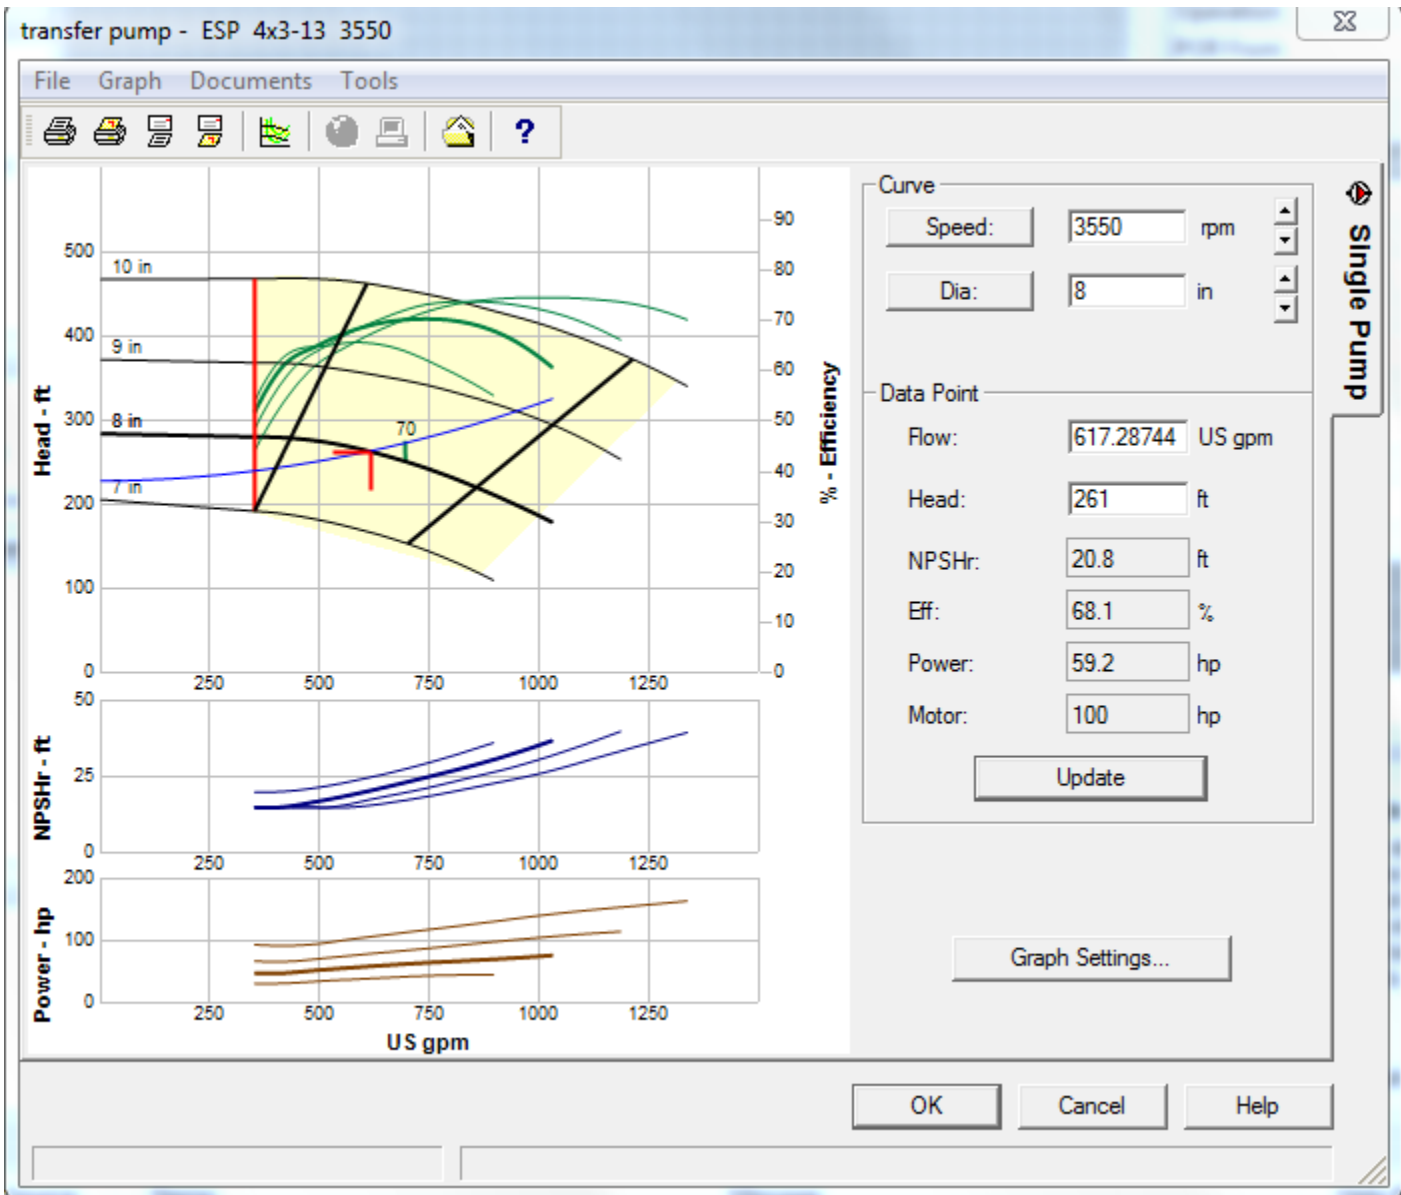 transfer pump - ESP 4x3-13 3550
File Graph Documents Tools
?
Head - ft
500
400
300
200
100
0
10 in
9 in
8 in
7 in
70
250 500 750 1000 1250
90
80
70
60
50
40
30
20
10
0
% - Efficiency
NPSHr - ft
50
25
0
250 500 750 1000 1250
Power - hp
200
100
0
250 500 750 1000 1250
US gpm
Curve
Speed: 3550 rpm
Dia: 8 in
Data Point
Flow: 617.28744 US gpm
Head: 261 ft
NPSHr: 20.8 ft
Eff: 68.1 %
Power: 59.2 hp
Motor: 100 hp
Update
Graph Settings...
Single Pump
OK Cancel Help